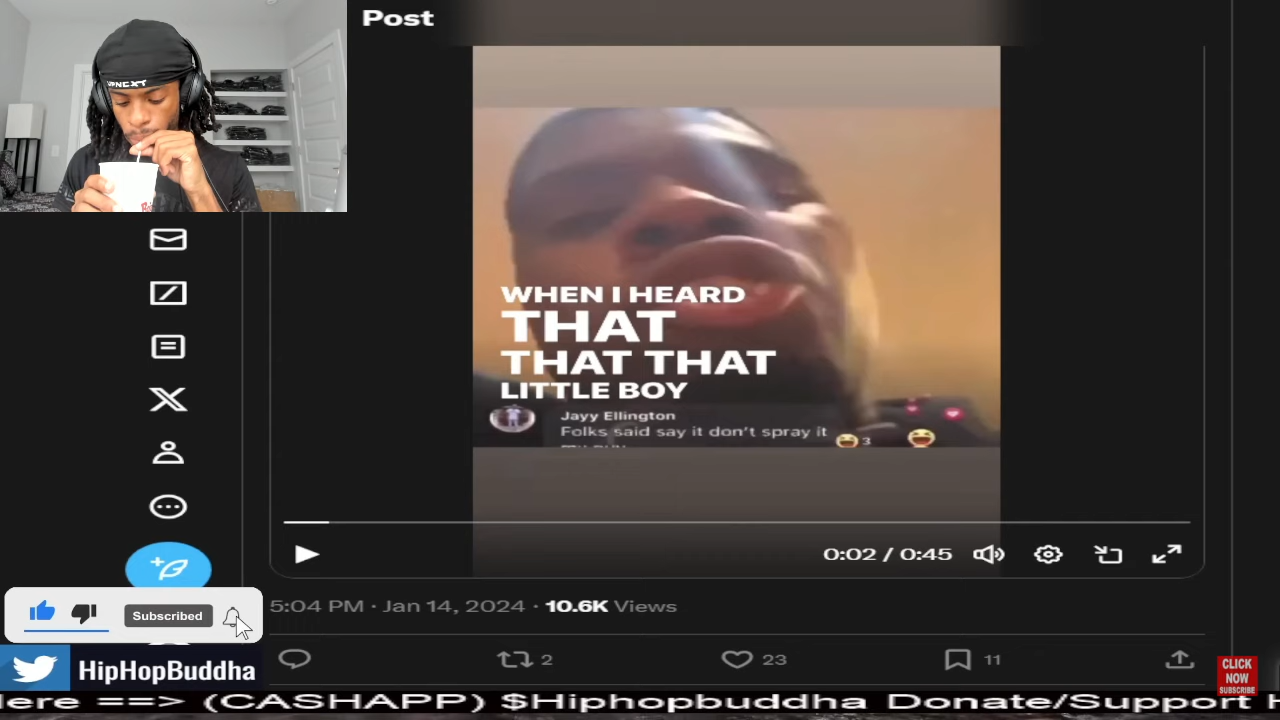 Post
WHEN I HEARD
THAT
THAT THAT
LITTLE BOY
Jayy Ellington
Folks said say it don't spray it
3
0:02 / 0:45
5:04 PM · Jan 14, 2024 · 10.6K Views
2
23
11
Subscribed
HipHopBuddha
CLICK
NOW
SUBSCRIBE
ere ==> (CASHAPP) $Hiphopbuddha Donate/Support H